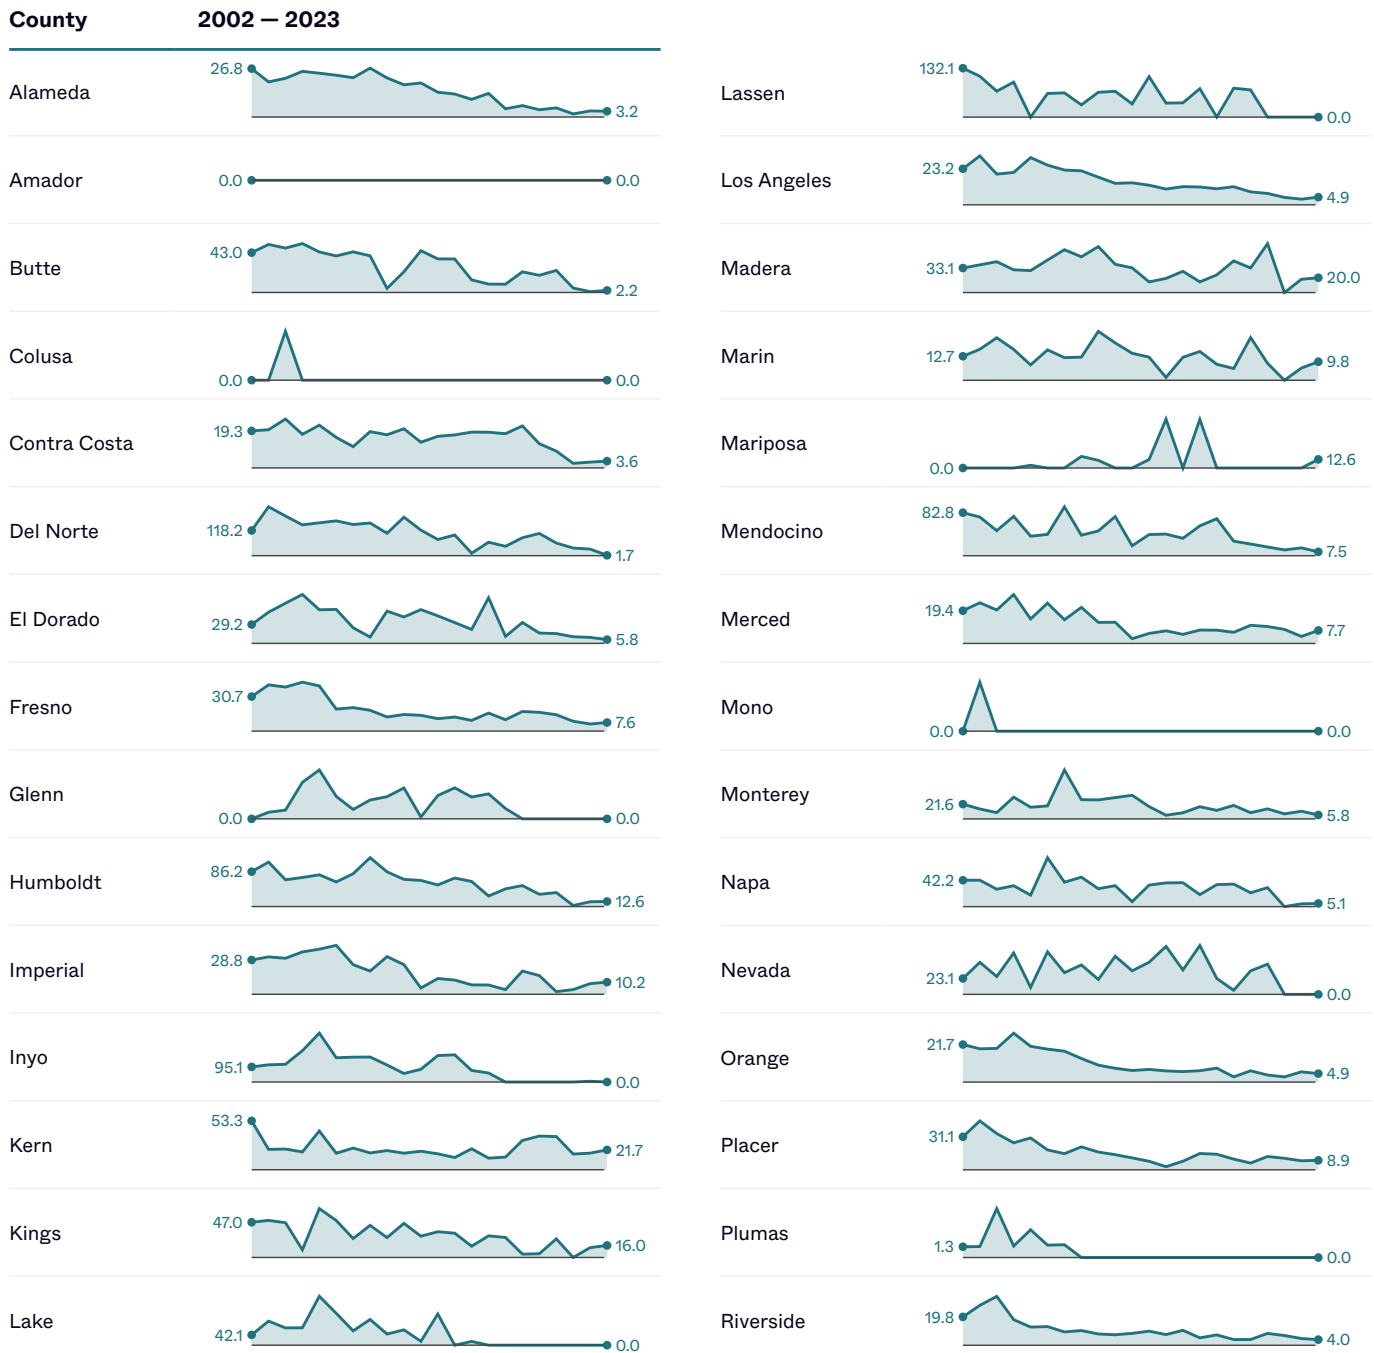 County 2002 — 2023
Alameda 26.8 3.2
Amador 0.0 0.0
Butte 43.0 2.2
Colusa 0.0 0.0
Contra Costa 19.3 3.6
Del Norte 118.2 1.7
El Dorado 29.2 5.8
Fresno 30.7 7.6
Glenn 0.0 0.0
Humboldt 86.2 12.6
Imperial 28.8 10.2
Inyo 95.1 0.0
Kern 53.3 21.7
Kings 47.0 16.0
Lake 42.1 0.0
Lassen 132.1 0.0
Los Angeles 23.2 4.9
Madera 33.1 20.0
Marin 12.7 9.8
Mariposa 0.0 12.6
Mendocino 82.8 7.5
Merced 19.4 7.7
Mono 0.0 0.0
Monterey 21.6 5.8
Napa 42.2 5.1
Nevada 23.1 0.0
Orange 21.7 4.9
Placer 31.1 8.9
Plumas 1.3 0.0
Riverside 19.8 4.0